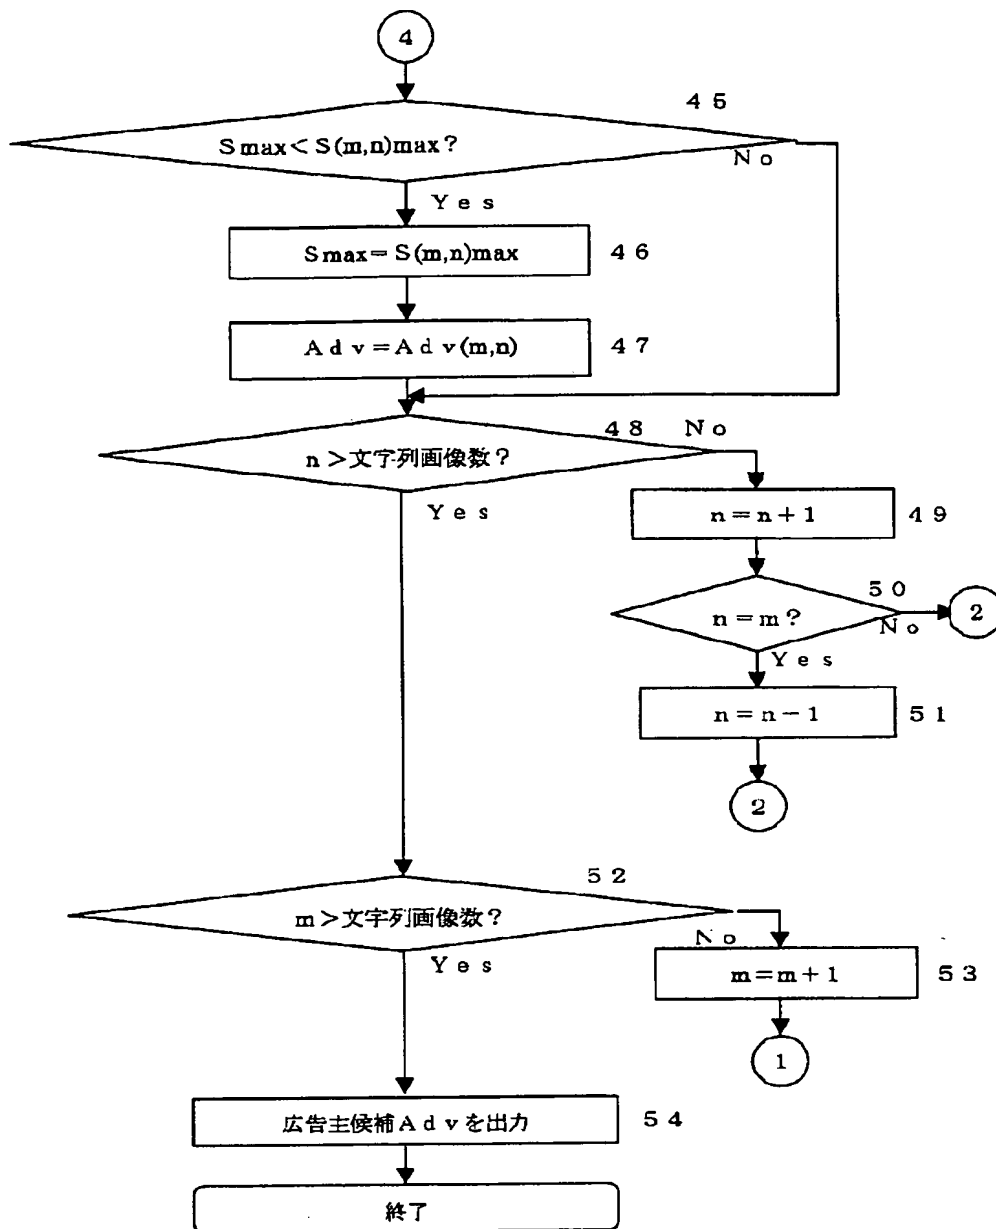 4
45
Smax<S(m,n)max?
No
Yes
Smax=S(m,n)max
46
Adv=Adv(m,n)
47
48
No
n>文字列画像数?
Yes
n=n+1
49
50
n=m?
No
2
Yes
n=n-1
51
2
52
m>文字列画像数?
No
Yes
m=m+1
53
1
広告主候補Advを出力
54
終了